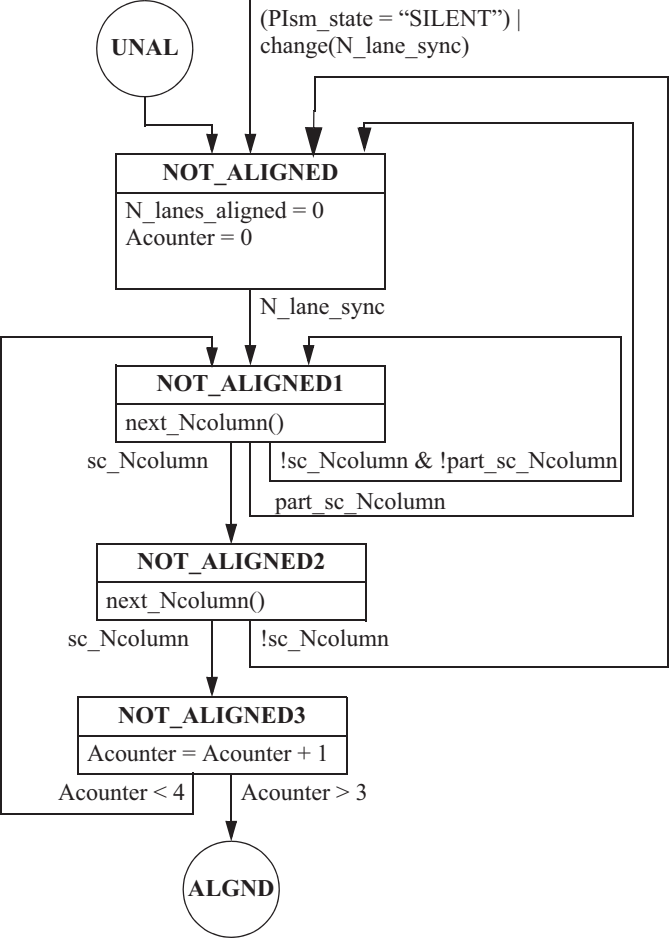 (PIsm_state = “SILENT”) |
change(N_lane_sync)
UNAL
NOT_ALIGNED
N_lanes_aligned = 0
Acounter = 0
N_lane_sync
NOT_ALIGNED1
next_Ncolumn()
sc_Ncolumn
!sc_Ncolumn & !part_sc_Ncolumn
part_sc_Ncolumn
NOT_ALIGNED2
next_Ncolumn()
sc_Ncolumn
!sc_Ncolumn
NOT_ALIGNED3
Acounter = Acounter + 1
Acounter < 4
Acounter > 3
ALGND